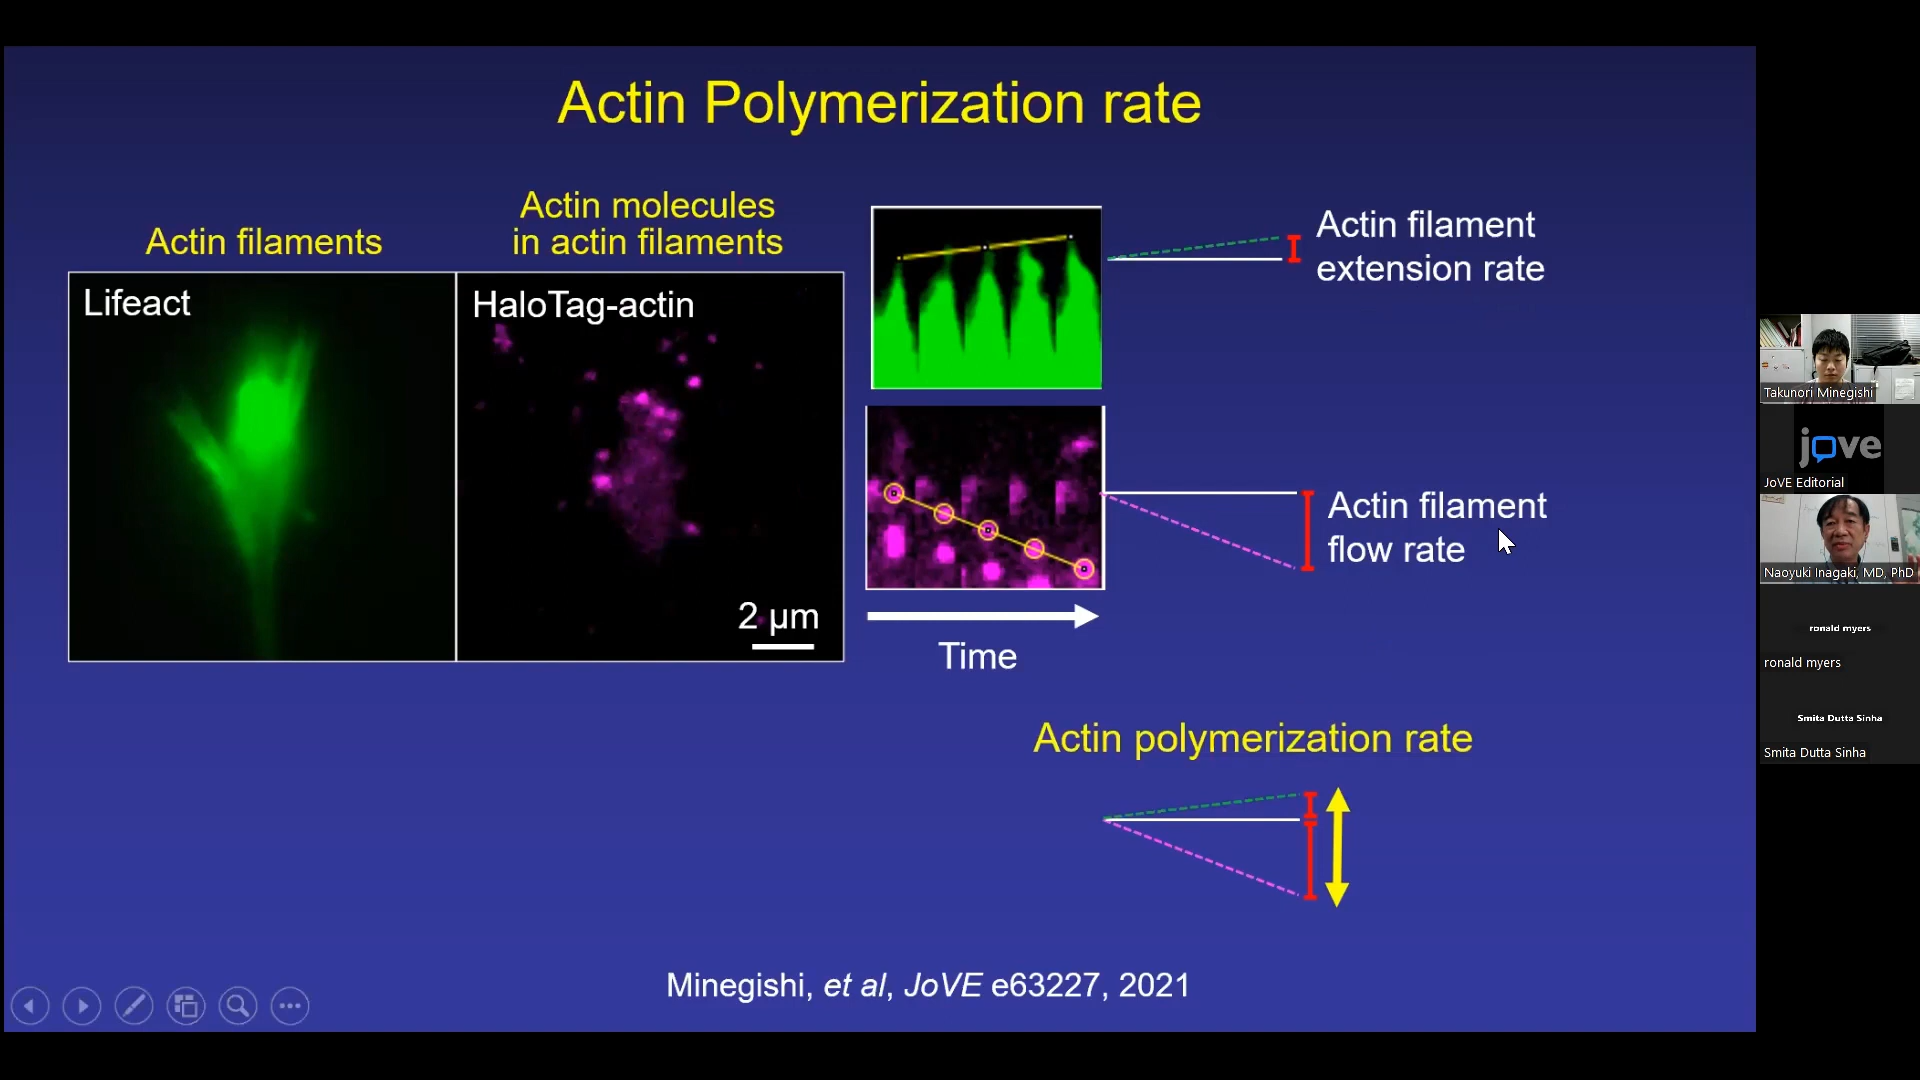 Actin Polymerization rate
Actin filaments
Actin molecules
in actin filaments
Lifeact
HaloTag-actin
2 μm
Actin filament
extension rate
Actin filament
flow rate
Time
Actin polymerization rate
Minegishi, et al, JoVE e63227, 2021
Takunori Minegishi
jove
JoVE Editorial
Naoyuki Inagaki, MD, PhD
ronald myers
ronald myers
Smita Dutta Sinha
Smita Dutta Sinha